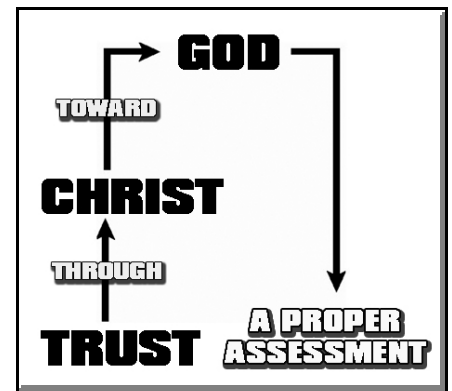 GOD
TOWARD
CHRIST
THROUGH
TRUST
A PROPER
ASSESSMENT